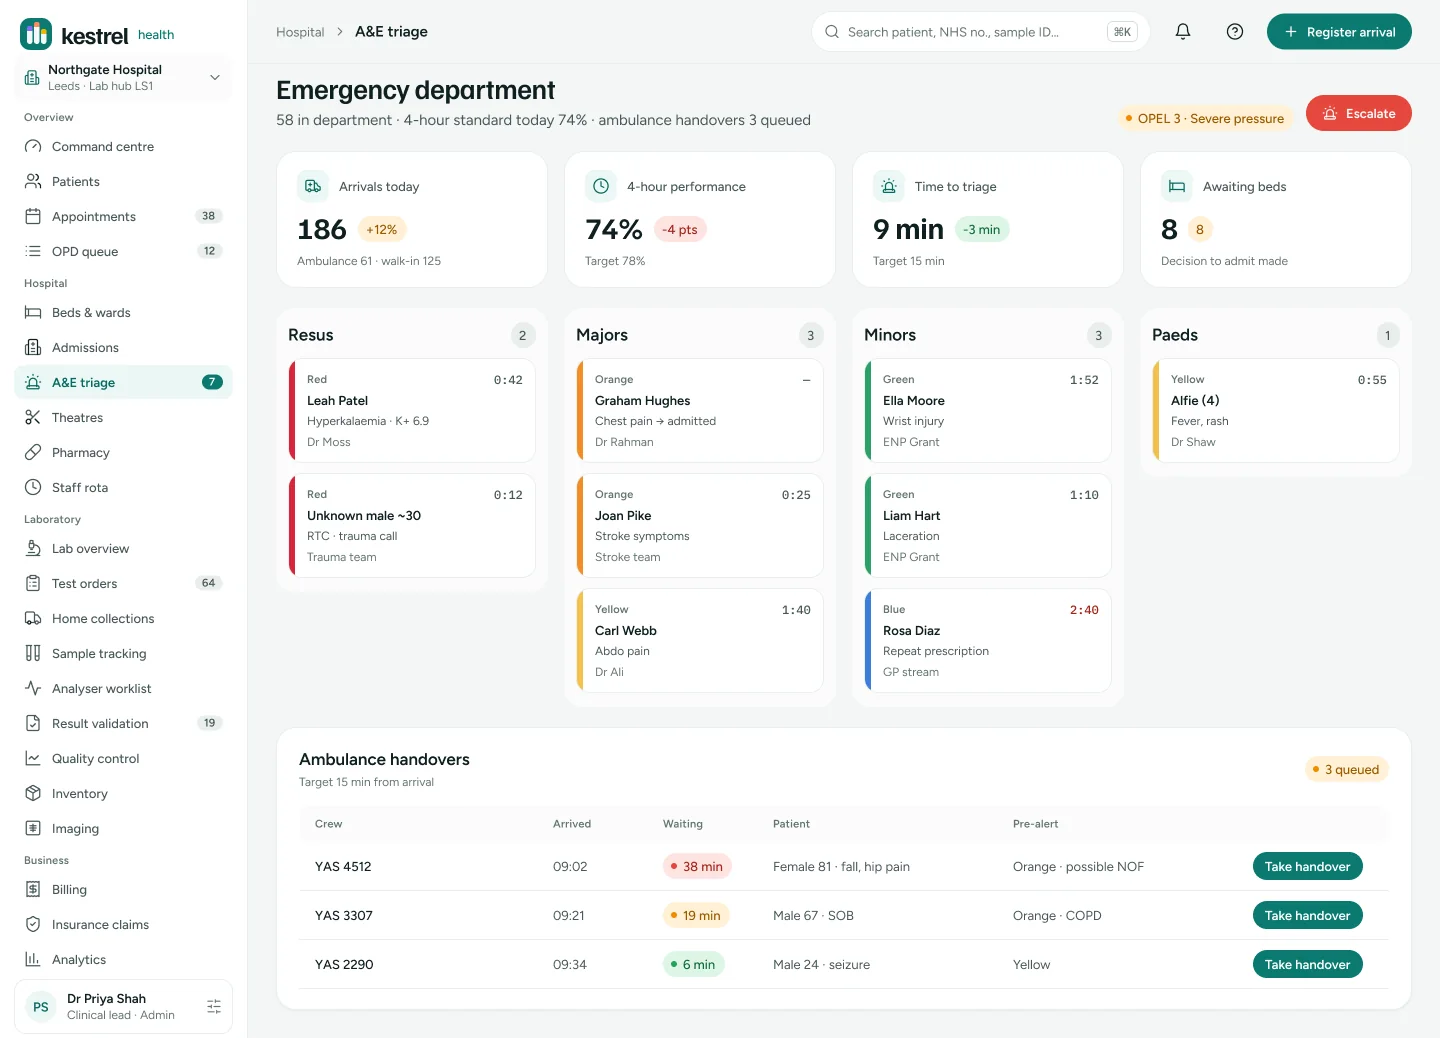 kestrel health
Northgate Hospital
Leeds · Lab hub LS1
Overview
Command centre
Patients
Appointments 38
OPD queue 12
Hospital
Beds & wards
Admissions
A&E triage 7
Theatres
Pharmacy
Staff rota
Laboratory
Lab overview
Test orders 64
Home collections
Sample tracking
Analyser worklist
Result validation 19
Quality control
Inventory
Imaging
Business
Billing
Insurance claims
Analytics
PS
Dr Priya Shah
Clinical lead · Admin
Hospital > A&E triage
Search patient, NHS no., sample ID... ⌘K
+ Register arrival
Emergency department
58 in department · 4-hour standard today 74% · ambulance handovers 3 queued
OPEL 3 · Severe pressure
Escalate
Arrivals today
186 +12%
Ambulance 61 · walk-in 125
4-hour performance
74% -4 pts
Target 78%
Time to triage
9 min -3 min
Target 15 min
Awaiting beds
8 8
Decision to admit made
Resus 2
Red 0:42
Leah Patel
Hyperkalaemia · K+ 6.9
Dr Moss
Red 0:12
Unknown male ~30
RTC · trauma call
Trauma team
Majors 3
Orange —
Graham Hughes
Chest pain → admitted
Dr Rahman
Orange 0:25
Joan Pike
Stroke symptoms
Stroke team
Yellow 1:40
Carl Webb
Abdo pain
Dr Ali
Minors 3
Green 1:52
Ella Moore
Wrist injury
ENP Grant
Green 1:10
Liam Hart
Laceration
ENP Grant
Blue 2:40
Rosa Diaz
Repeat prescription
GP stream
Paeds 1
Yellow 0:55
Alfie (4)
Fever, rash
Dr Shaw
Ambulance handovers
Target 15 min from arrival
3 queued
Crew Arrived Waiting Patient Pre-alert
YAS 4512 09:02 38 min Female 81 · fall, hip pain Orange · possible NOF Take handover
YAS 3307 09:21 19 min Male 67 · SOB Orange · COPD Take handover
YAS 2290 09:34 6 min Male 24 · seizure Yellow Take handover